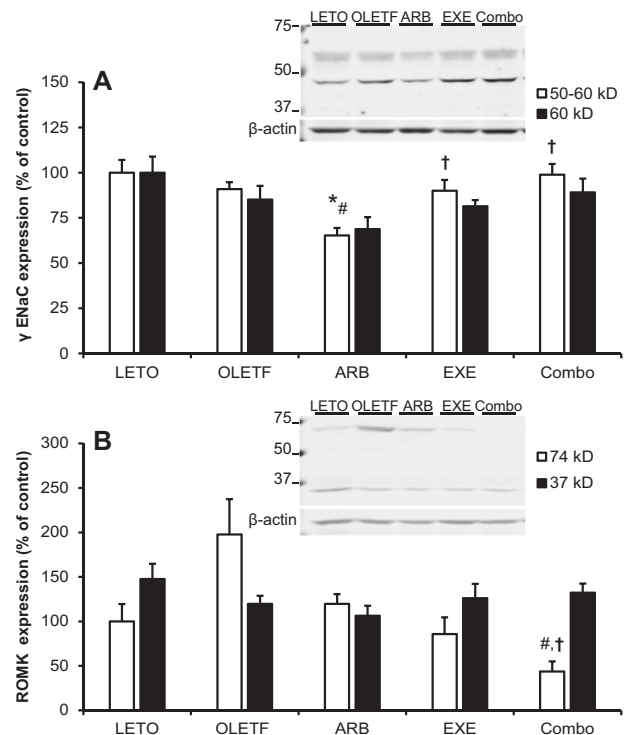 LETO OLETF ARB EXE Combo
75
50
37
β-actin
A
50-60 kD
60 kD
γ ENaC expression (% of control)
150
125
100
75
50
25
0
*#
†
†
LETO OLETF ARB EXE Combo
LETO OLETF ARB EXE Combo
75
50
37
β-actin
B
74 kD
37 kD
ROMK expression (% of control)
300
250
200
150
100
50
0
#,†
LETO OLETF ARB EXE Combo